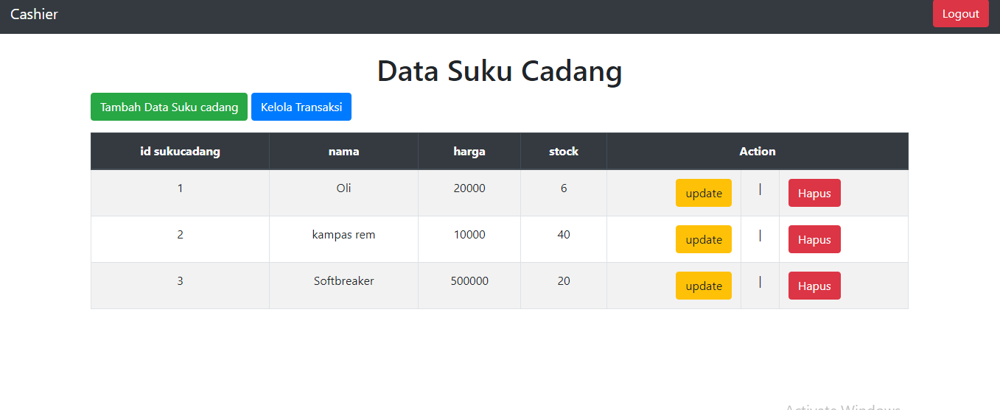 Cashier Logout
Data Suku Cadang
Tambah Data Suku cadang Kelola Transaksi
id sukucadang nama harga stock Action
1 Oli 20000 6 update | Hapus
2 kampas rem 10000 40 update | Hapus
3 Softbreaker 500000 20 update | Hapus
Activate Windows